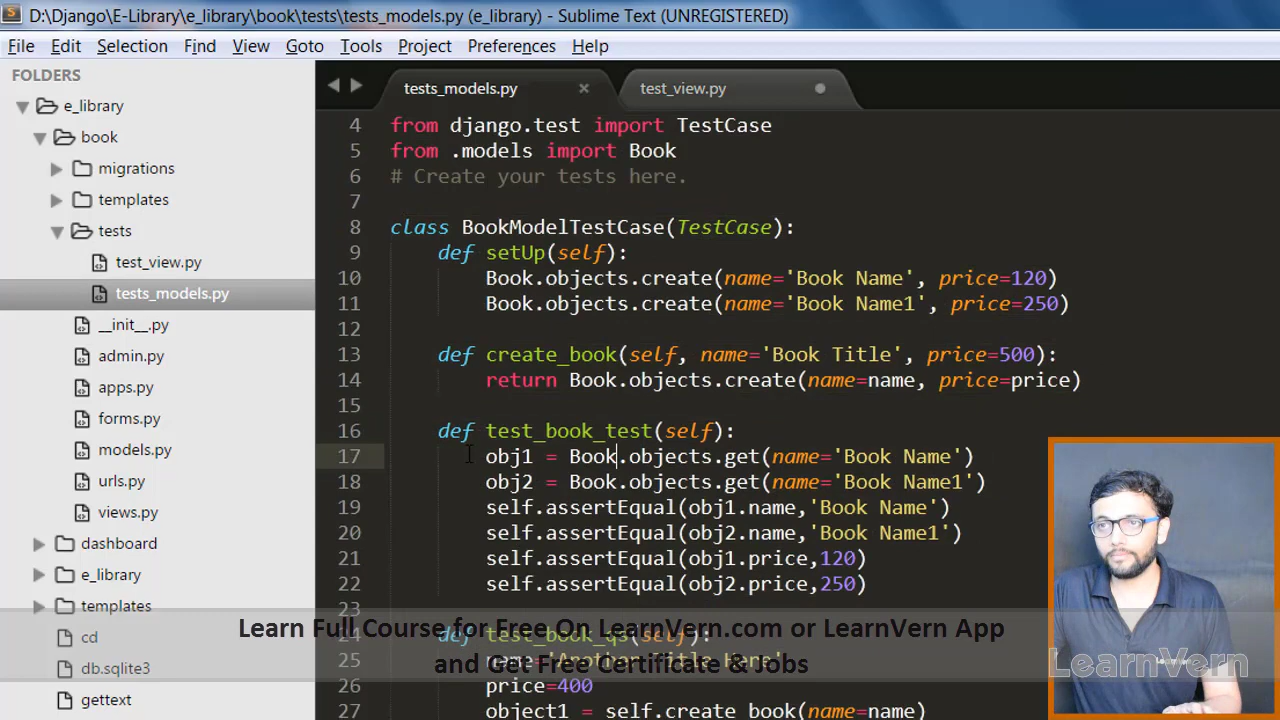 D:\Django\E-Library\e_library\book\tests\tests_models.py (e_library) - Sublime Text (UNREGISTERED)
File Edit Selection Find View Goto Tools Project Preferences Help
FOLDERS
e_library
book
migrations
templates
tests
test_view.py
tests_models.py
__init__.py
admin.py
apps.py
forms.py
models.py
urls.py
views.py
dashboard
e_library
templates
cd
db.sqlite3
gettext
tests_models.py test_view.py
4 from django.test import TestCase
5 from .models import Book
6 # Create your tests here.
7
8 class BookModelTestCase(TestCase):
9 def setUp(self):
10 Book.objects.create(name='Book Name', price=120)
11 Book.objects.create(name='Book Name1', price=250)
12
13 def create_book(self, name='Book Title', price=500):
14 return Book.objects.create(name=name, price=price)
15
16 def test_book_test(self):
17 obj1 = Book.objects.get(name='Book Name')
18 obj2 = Book.objects.get(name='Book Name1')
19 self.assertEqual(obj1.name,'Book Name')
20 self.assertEqual(obj2.name,'Book Name1')
21 self.assertEqual(obj1.price,120)
22 self.assertEqual(obj2.price,250)
23
24 def test_book_qs(self):
25 name='Another Title Here'
26 price=400
27 object1 = self.create_book(name=name)
Learn Full Course for Free On LearnVern.com or LearnVern App
and Get Free Certificate & Jobs
LearnVern